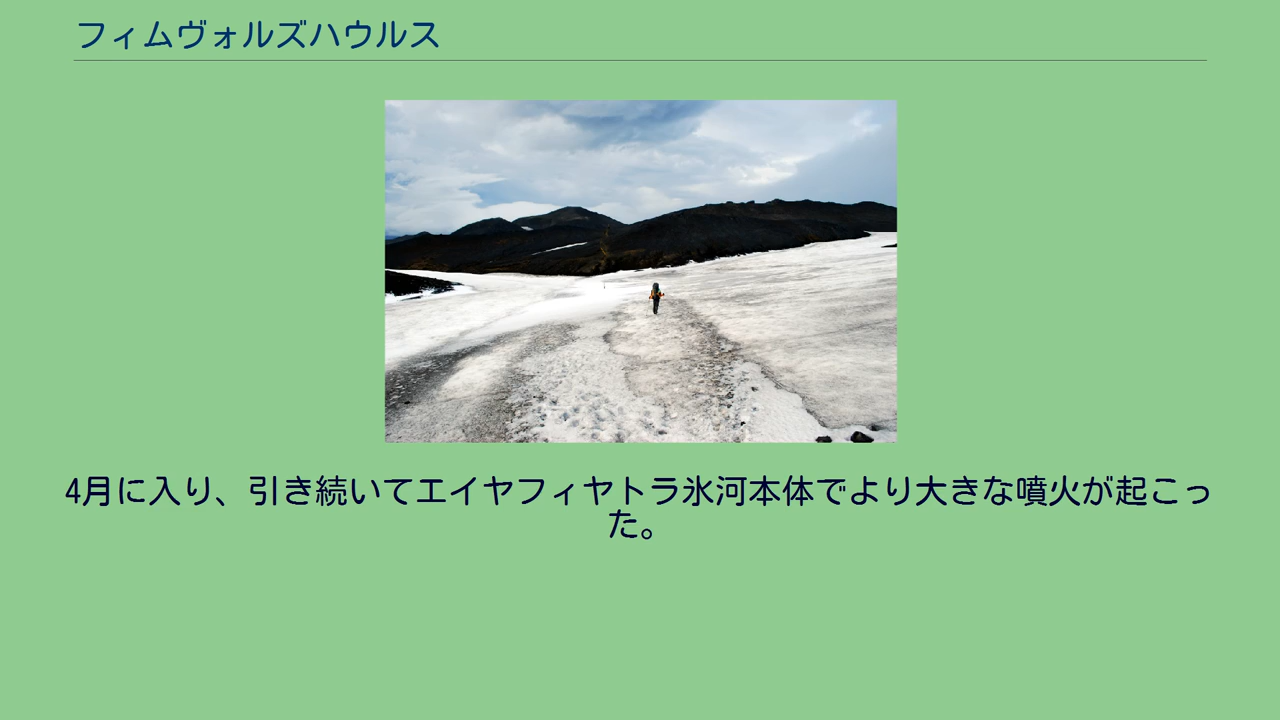 フィムヴォルズハウルス
4月に入り、引き続いてエイヤフィヤトラ氷河本体でより大きな噴火が起こっ
た。